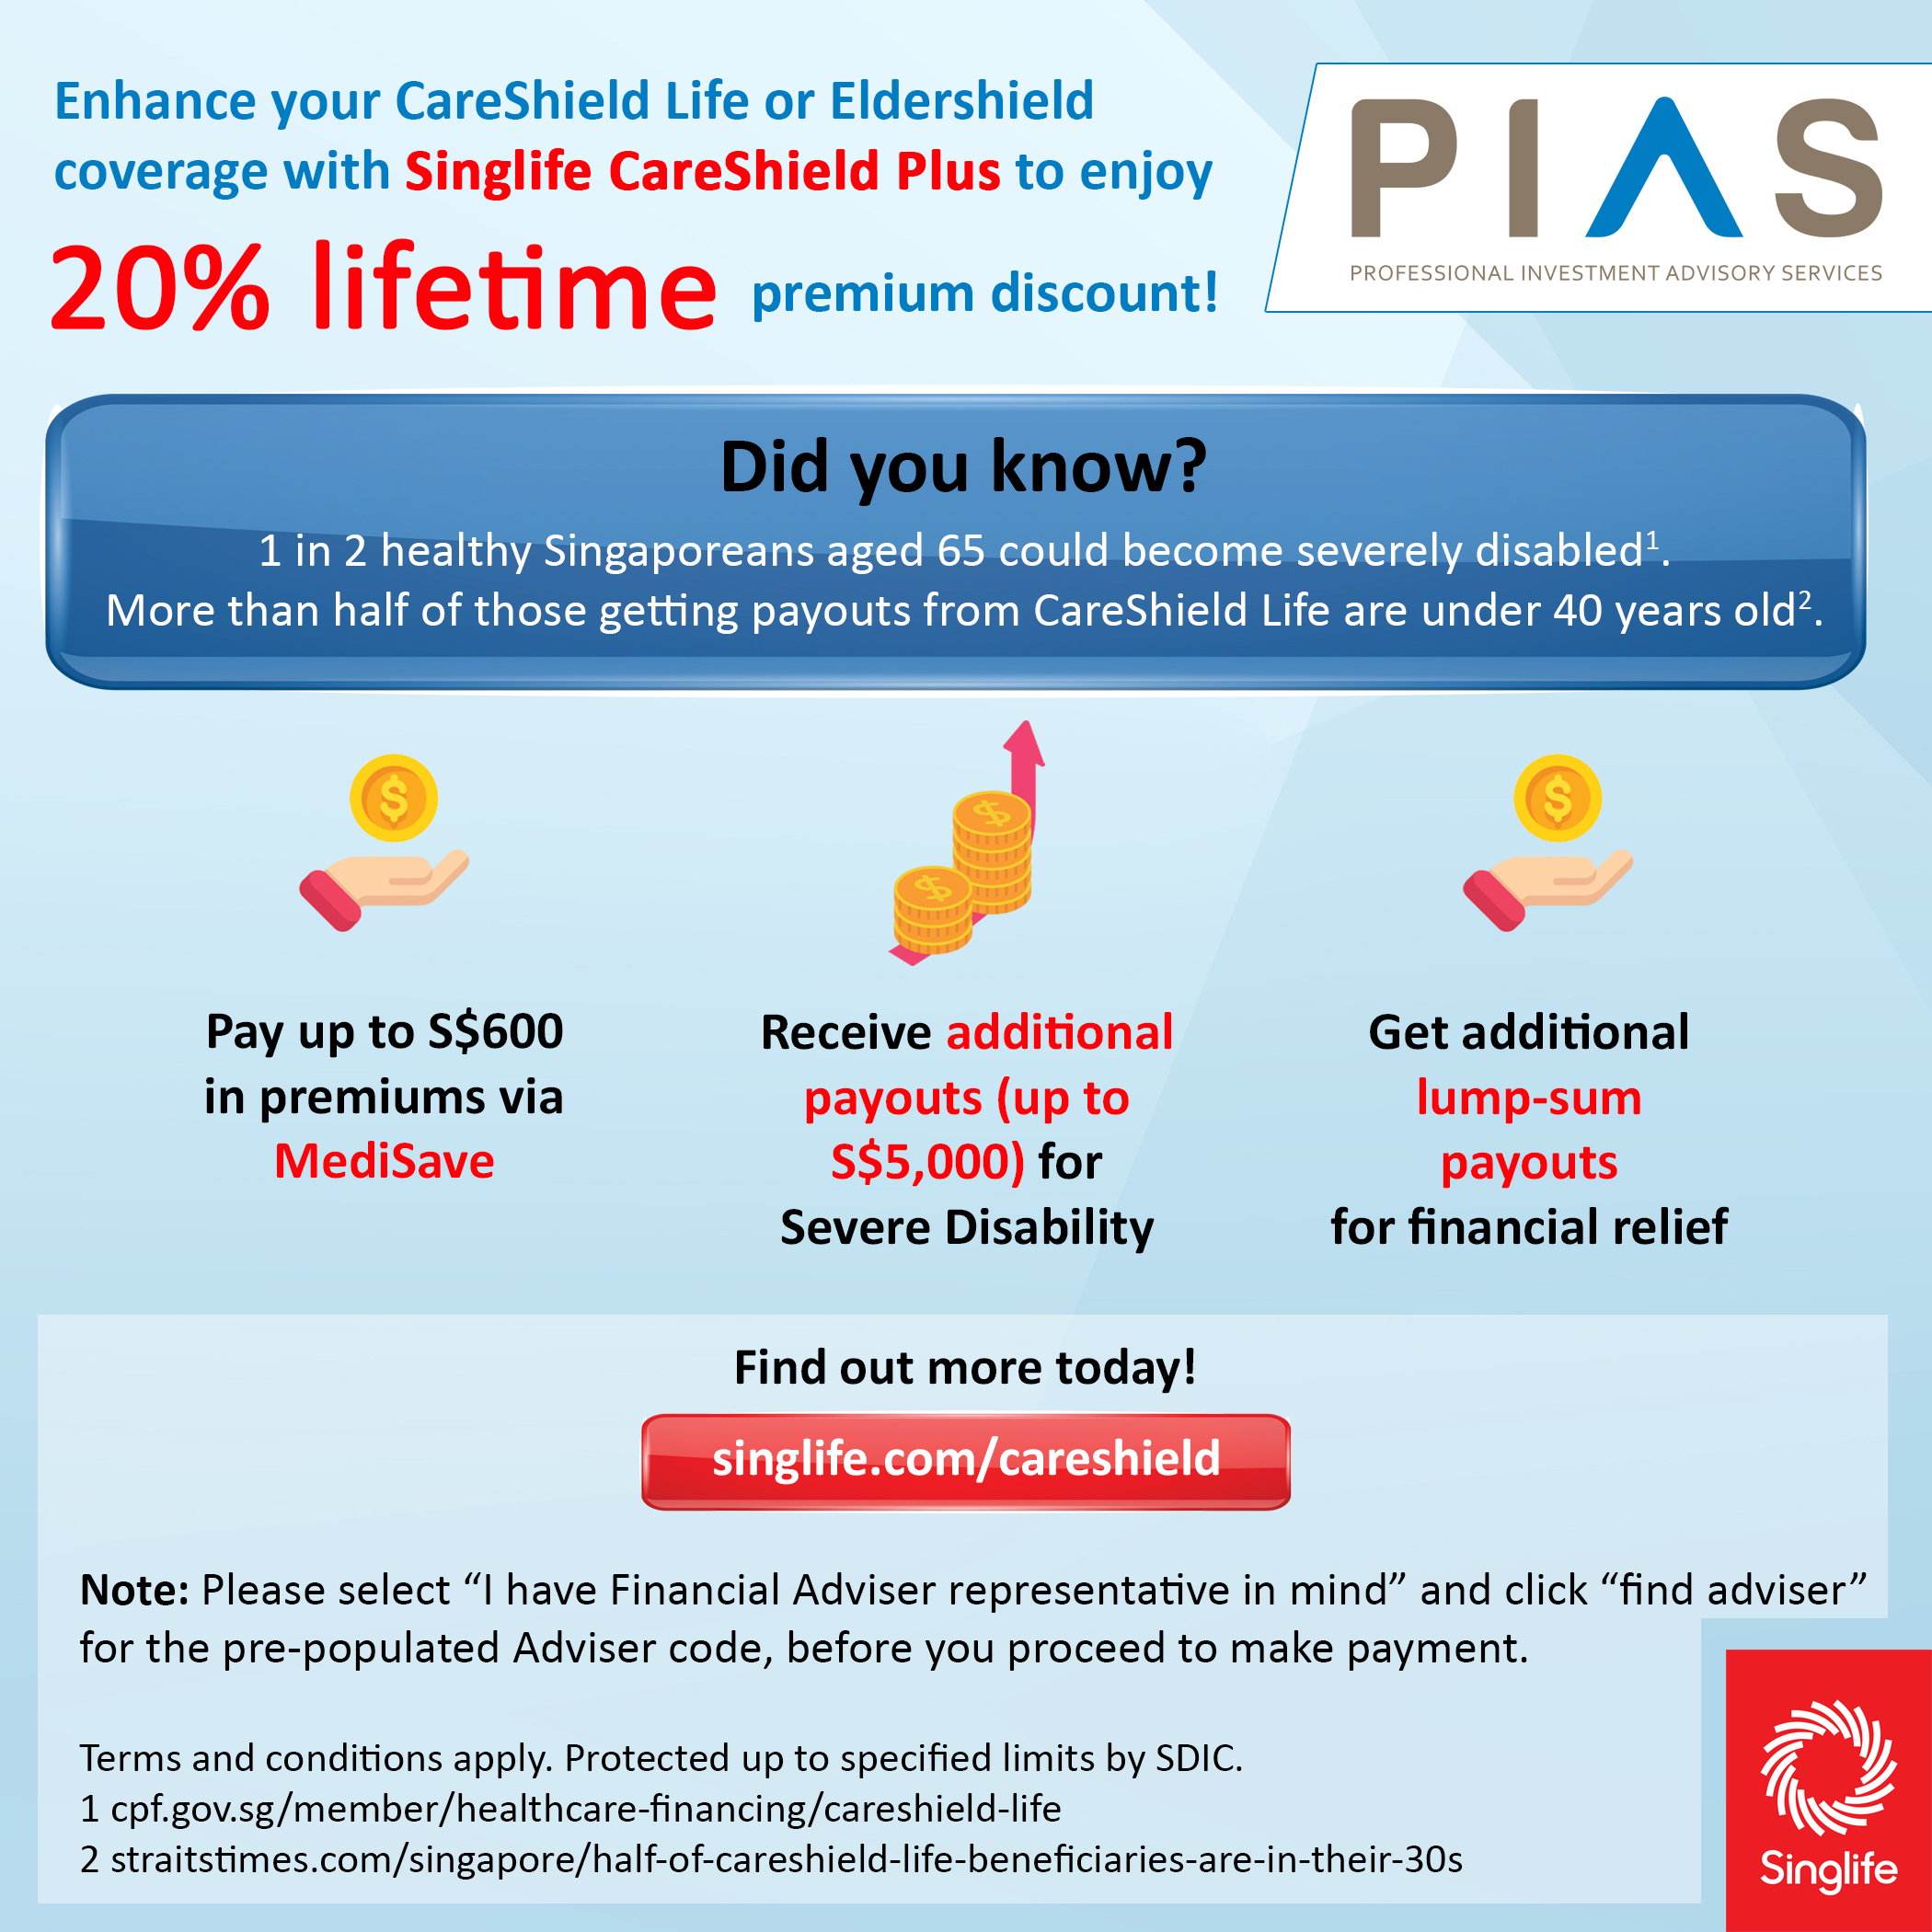 Enhance your CareShield Life or Eldershield
coverage with Singlife CareShield Plus to enjoy
20% lifetime premium discount!
PIAS
PROFESSIONAL INVESTMENT ADVISORY SERVICES
Did you know?
1 in 2 healthy Singaporeans aged 65 could become severely disabled¹.
More than half of those getting payouts from CareShield Life are under 40 years old².
Pay up to S$600
in premiums via
MediSave
Receive additional
payouts (up to
S$5,000) for
Severe Disability
Get additional
lump-sum
payouts
for financial relief
Find out more today!
singlife.com/careshield
Note: Please select “I have Financial Adviser representative in mind” and click “find adviser”
for the pre-populated Adviser code, before you proceed to make payment.
Terms and conditions apply. Protected up to specified limits by SDIC.
1 cpf.gov.sg/member/healthcare-financing/careshield-life
2 straitstimes.com/singapore/half-of-careshield-life-beneficiaries-are-in-their-30s
Singlife